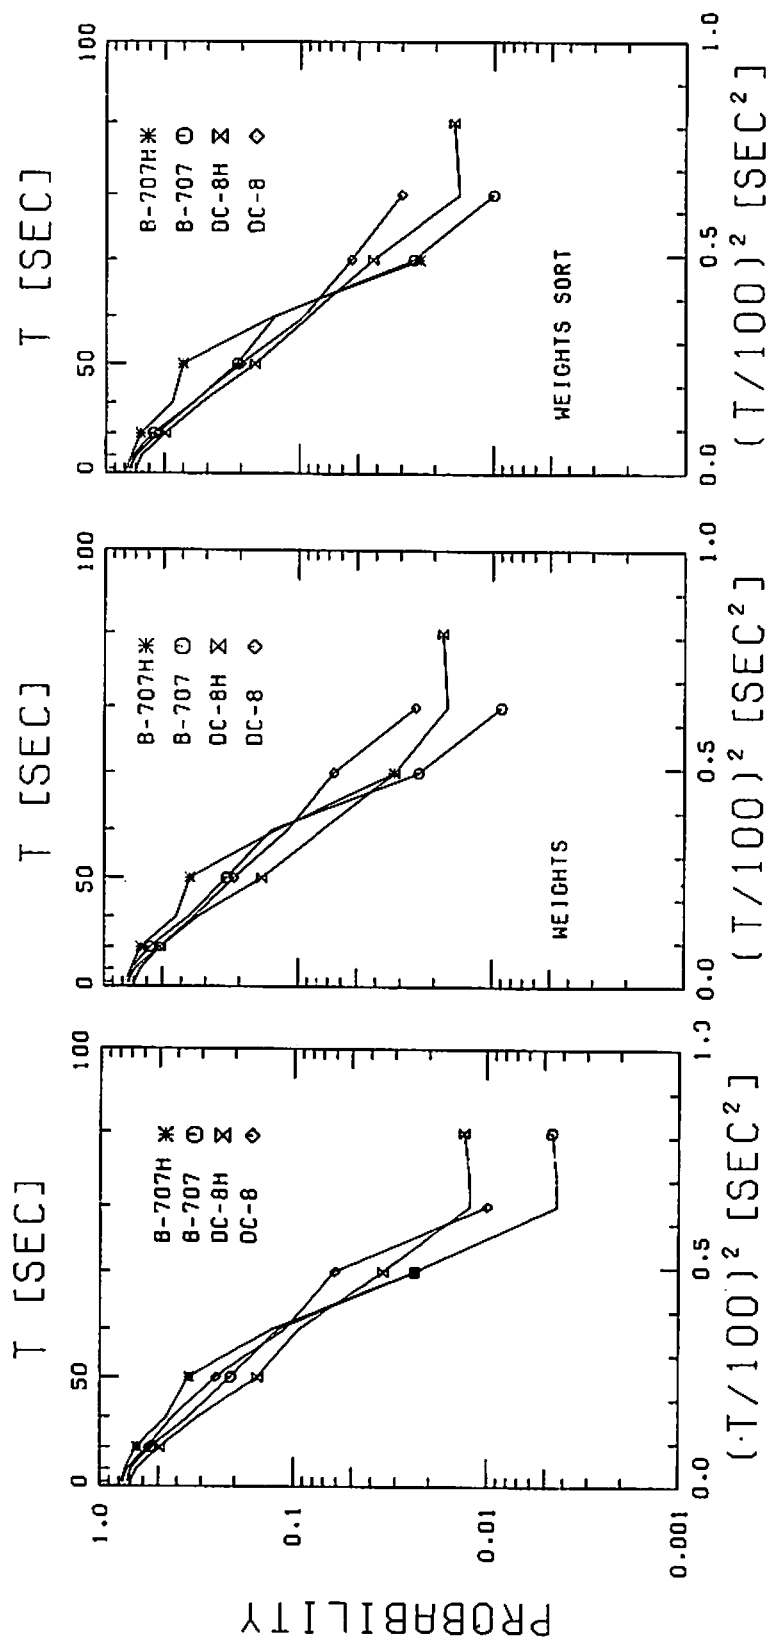 T [SEC]
0 50 100
B-707H
B-707
DC-8H
DC-8
1.0
0.1
0.01
0.001
PROBABILITY
0.0 0.5 1.0
(T/100)² [SEC²]
T [SEC]
0 50 100
B-707H
B-707
DC-8H
DC-8
WEIGHTS
0.0 0.5 1.0
(T/100)² [SEC²]
T [SEC]
0 50 100
B-707H
B-707
DC-8H
DC-8
WEIGHTS SORT
0.0 0.5 1.0
(T/100)² [SEC²]